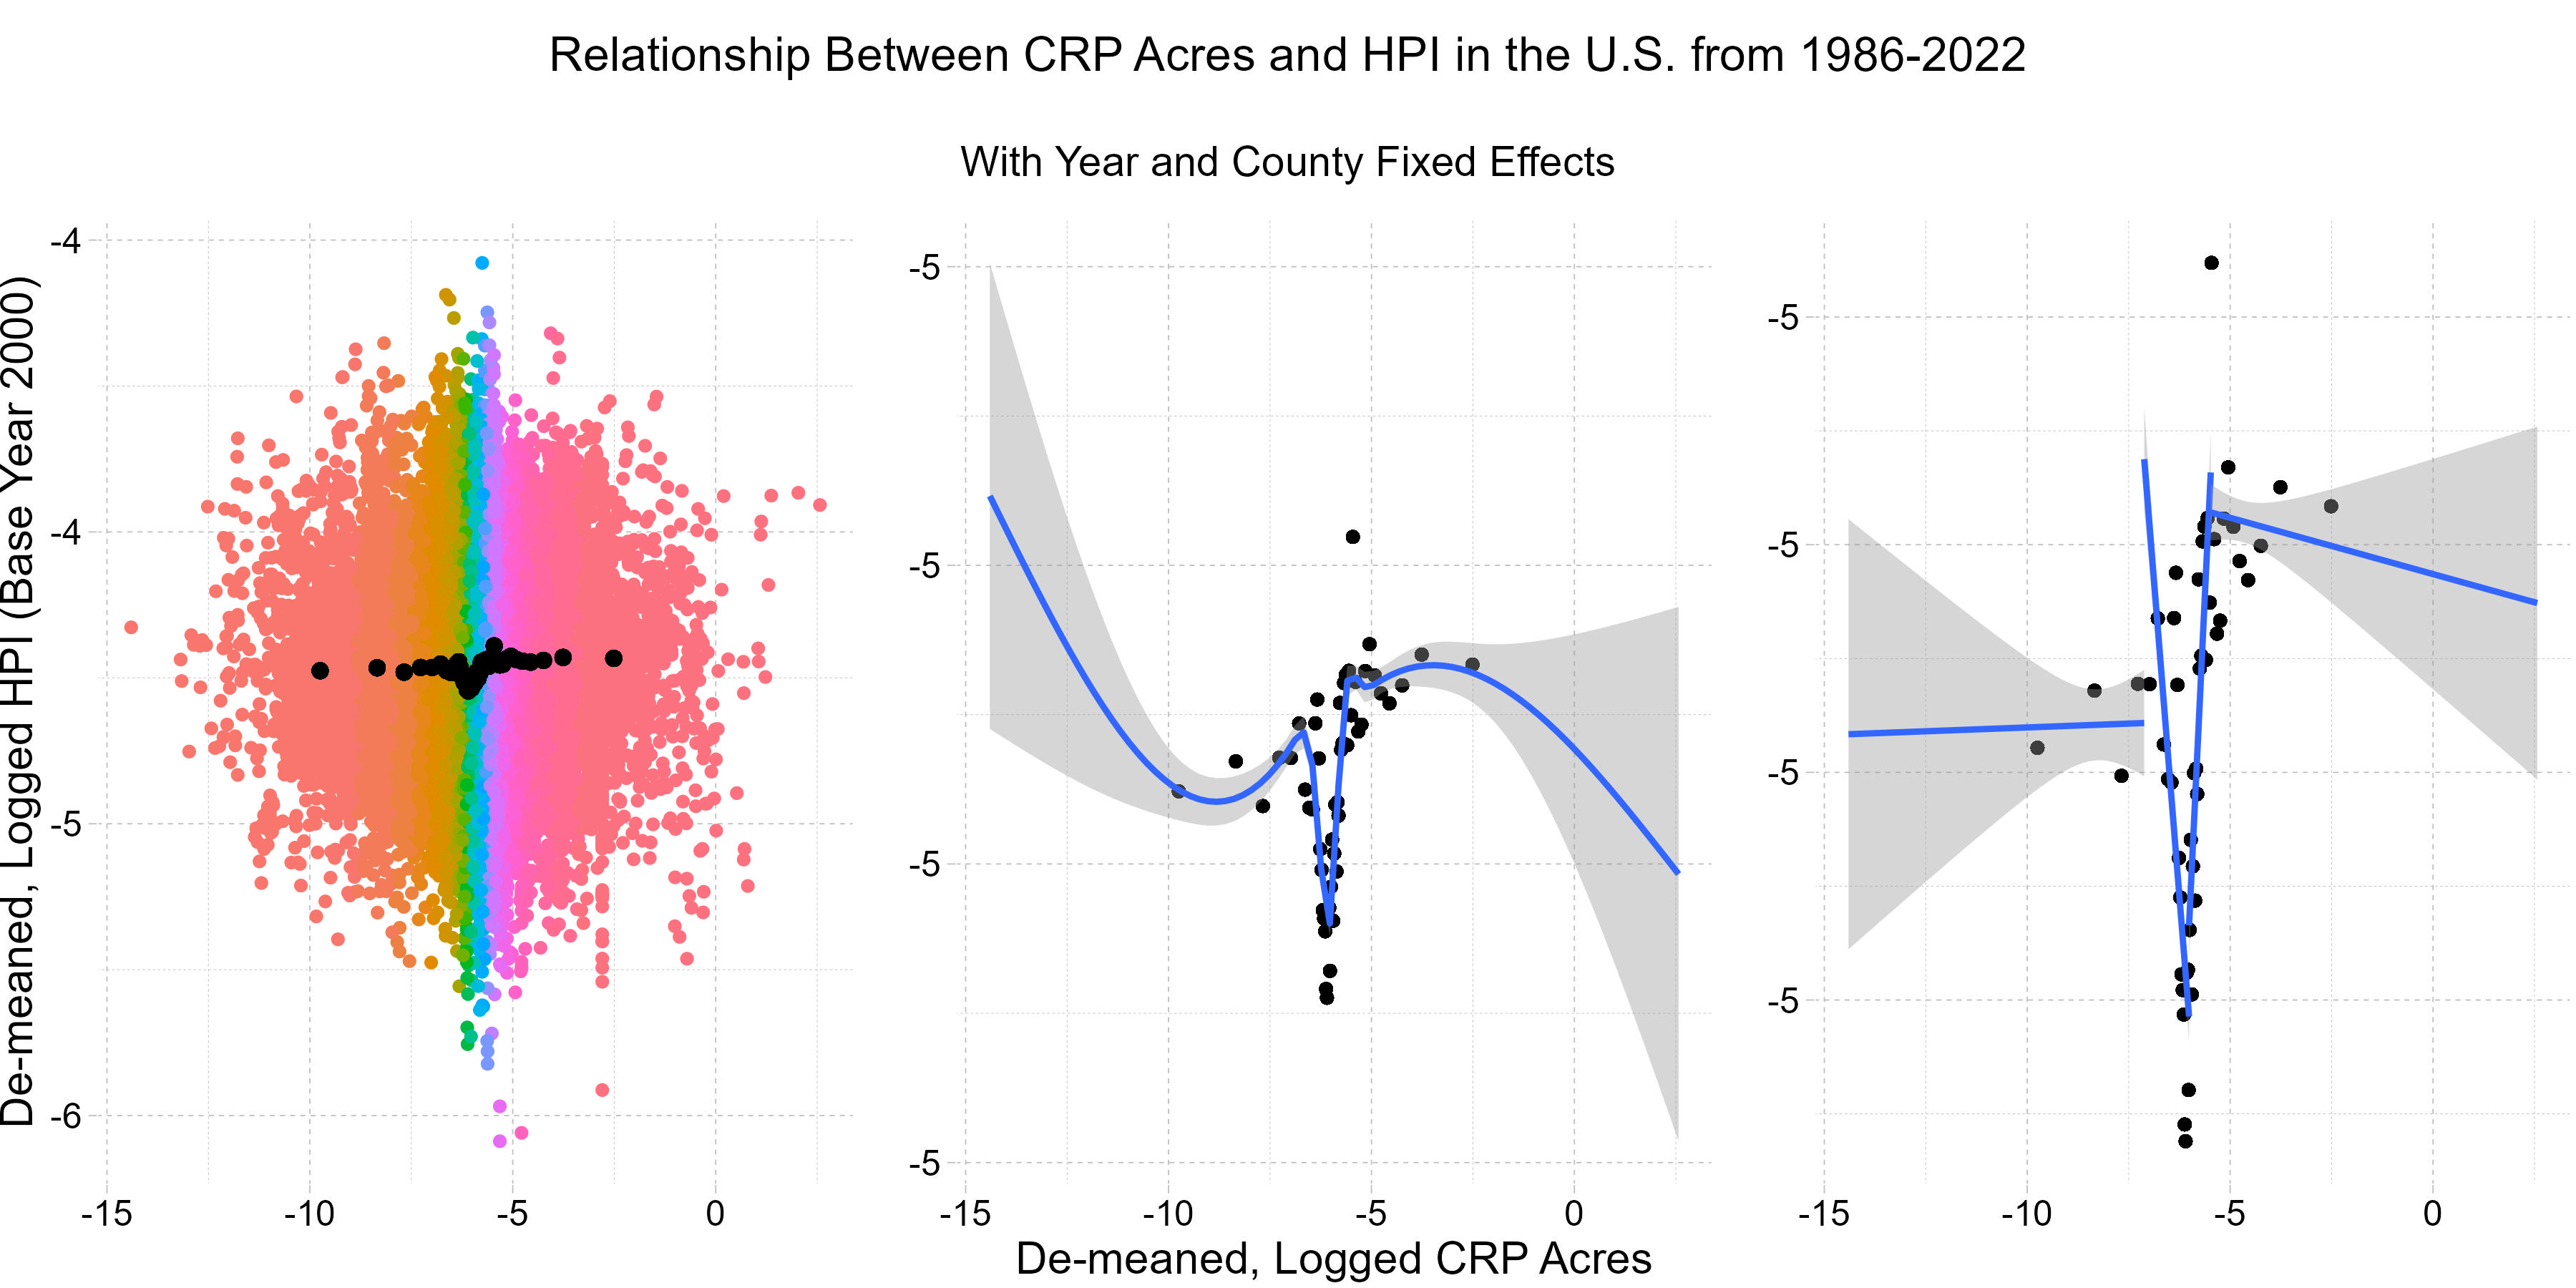 Relationship Between CRP Acres and HPI in the U.S. from 1986-2022
With Year and County Fixed Effects
De-meaned, Logged HPI (Base Year 2000)
-4
-4
-5
-6
-15 -10 -5 0
-5
-5
-5
-5
-15 -10 -5 0
-5
-5
-5
-5
-15 -10 -5 0
De-meaned, Logged CRP Acres